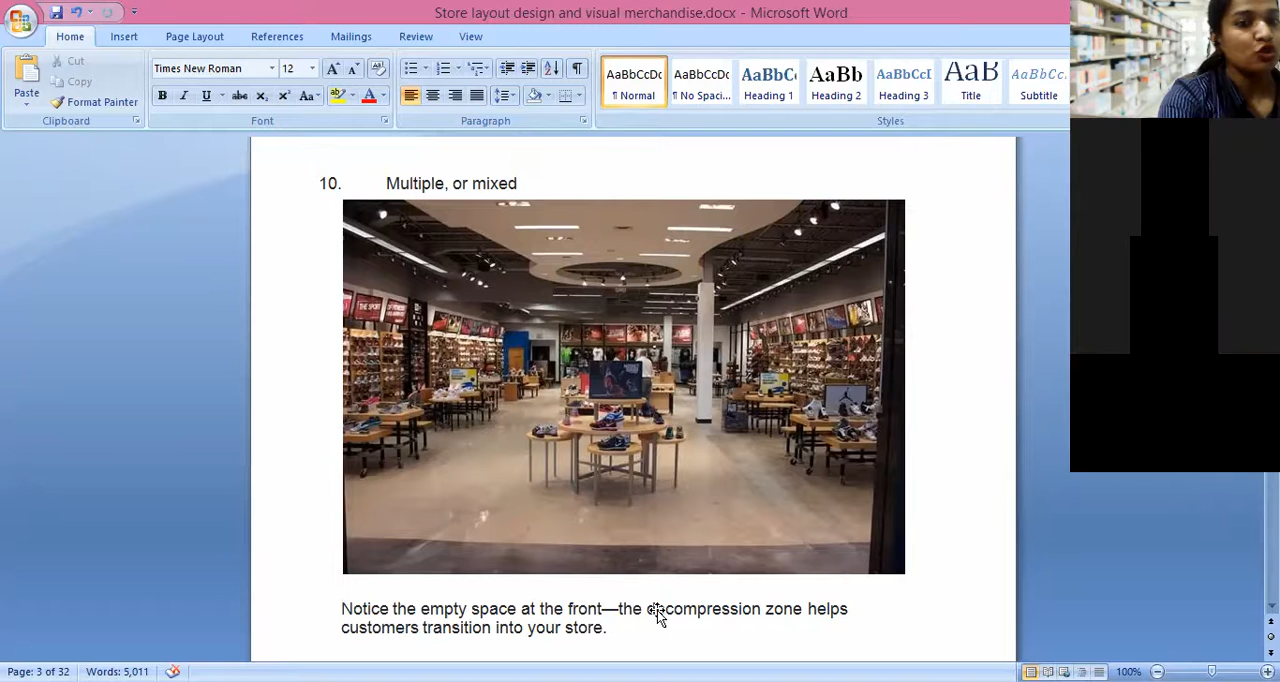 Store layout design and visual merchandise.docx - Microsoft Word
Home Insert Page Layout References Mailings Review View
Paste
Cut
Copy
Format Painter
Clipboard
Times New Roman 12
Font
Paragraph
AaBbCcDc AaBbCcDc AaBbC AaBb AaBbCcI AaB AaBbCc.
¶ Normal ¶ No Spaci... Heading 1 Heading 2 Heading 3 Title Subtitle
Styles
10. Multiple, or mixed
THE SPORT
Notice the empty space at the front—the decompression zone helps
customers transition into your store.
Page: 3 of 32 Words: 5,011 100%